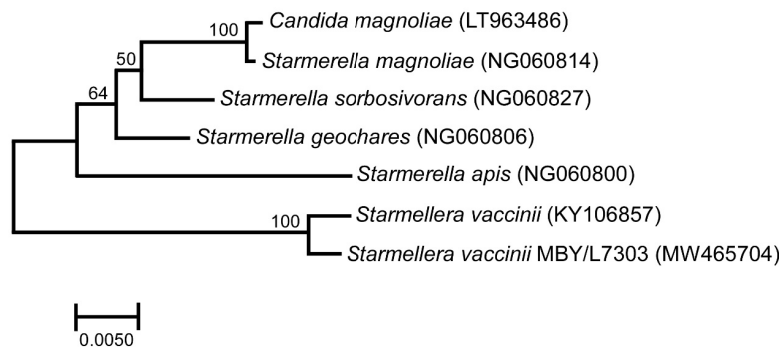 100
Candida magnoliae (LT963486)
Starmerella magnoliae (NG060814)
50
Starmerella sorbosivorans (NG060827)
64
Starmerella geochares (NG060806)
Starmerella apis (NG060800)
100
Starmellera vaccinii (KY106857)
Starmellera vaccinii MBY/L7303 (MW465704)
0.0050